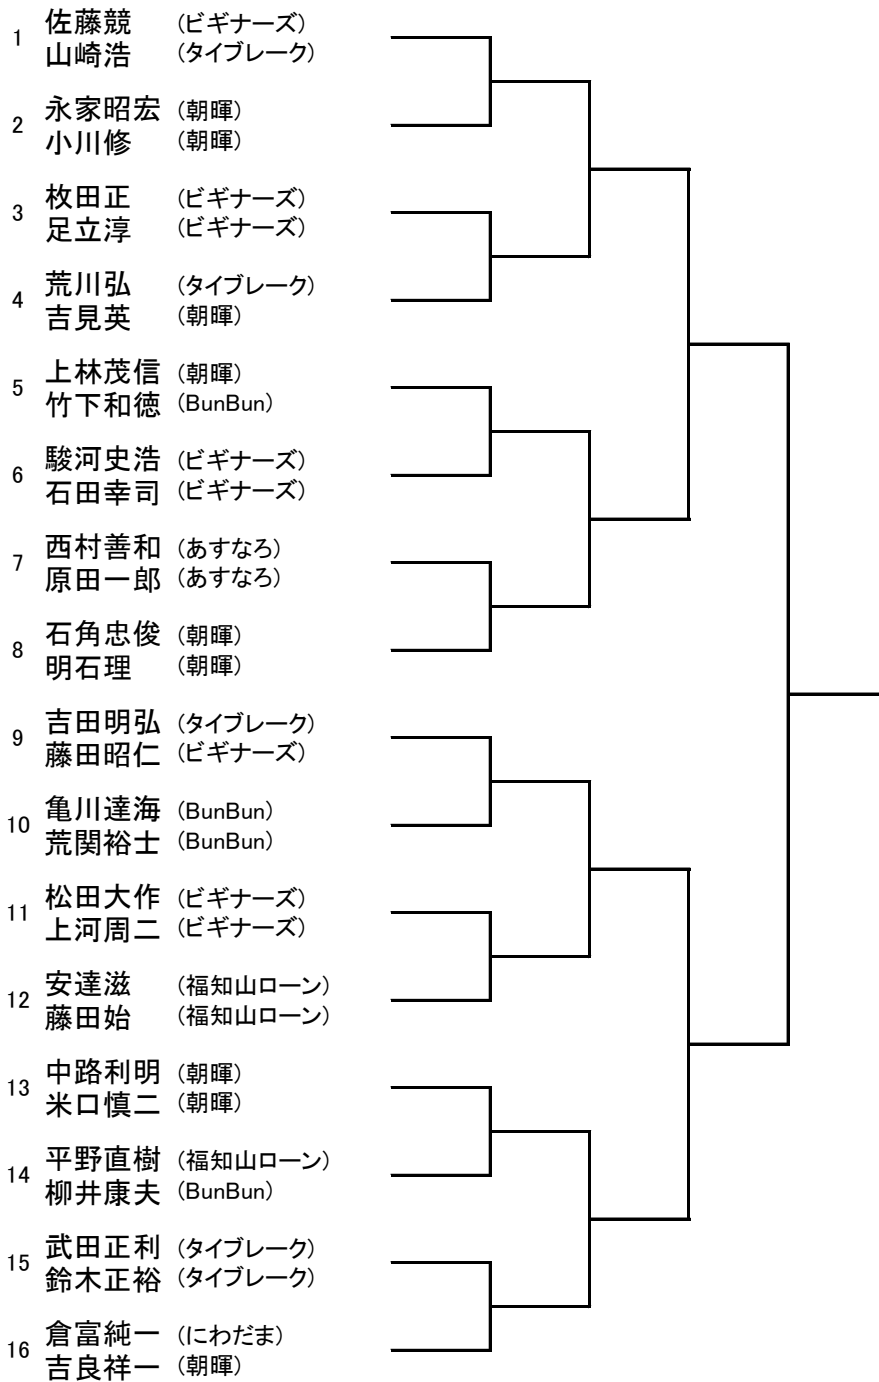 1 佐藤競 (ビギナーズ)
山崎浩 (タイブレーク)
2 永家昭宏 (朝暉)
小川修 (朝暉)
3 枚田正 (ビギナーズ)
足立淳 (ビギナーズ)
4 荒川弘 (タイブレーク)
吉見英 (朝暉)
5 上林茂信 (朝暉)
竹下和徳 (BunBun)
6 駿河史浩 (ビギナーズ)
石田幸司 (ビギナーズ)
7 西村善和 (あすなろ)
原田一郎 (あすなろ)
8 石角忠俊 (朝暉)
明石理 (朝暉)
9 吉田明弘 (タイブレーク)
藤田昭仁 (ビギナーズ)
10 亀川達海 (BunBun)
荒関裕士 (BunBun)
11 松田大作 (ビギナーズ)
上河周二 (ビギナーズ)
12 安達滋 (福知山ローン)
藤田始 (福知山ローン)
13 中路利明 (朝暉)
米口慎二 (朝暉)
14 平野直樹 (福知山ローン)
柳井康夫 (BunBun)
15 武田正利 (タイブレーク)
鈴木正裕 (タイブレーク)
16 倉富純一 (にわだま)
吉良祥一 (朝暉)